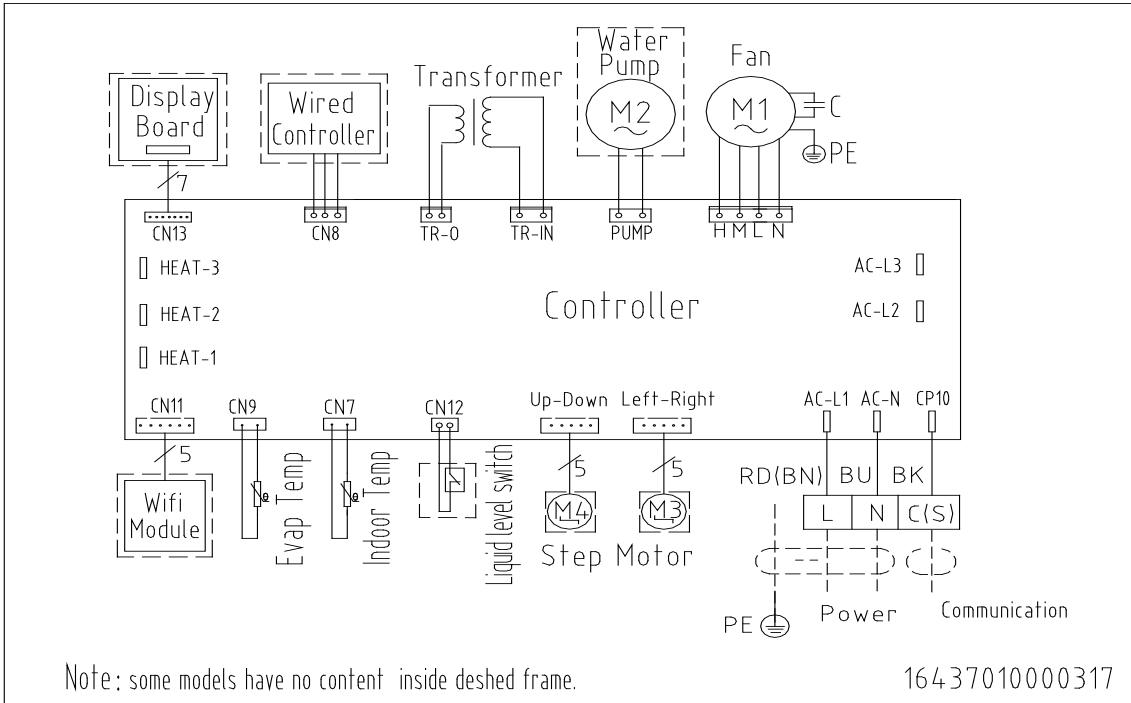 Display
Board
7
CN13
Wired
Controller
CN8
Transformer
TR-O
TR-IN
Water
Pump
M2
PUMP
Fan
M1
C
PE
H M L N
HEAT-3
HEAT-2
HEAT-1
Controller
AC-L3
AC-L2
CN11
CN9
CN7
CN12
Up-Down
Left-Right
AC-L1
AC-N
CP10
5
Wifi
Module
Evap Temp
Indoor Temp
Liquid level switch
5
5
M4
M3
Step Motor
RD(BN)
BU
BK
L
N
C(S)
PE
Power
Communication
Note: some models have no content inside deshed frame.
16437010000317